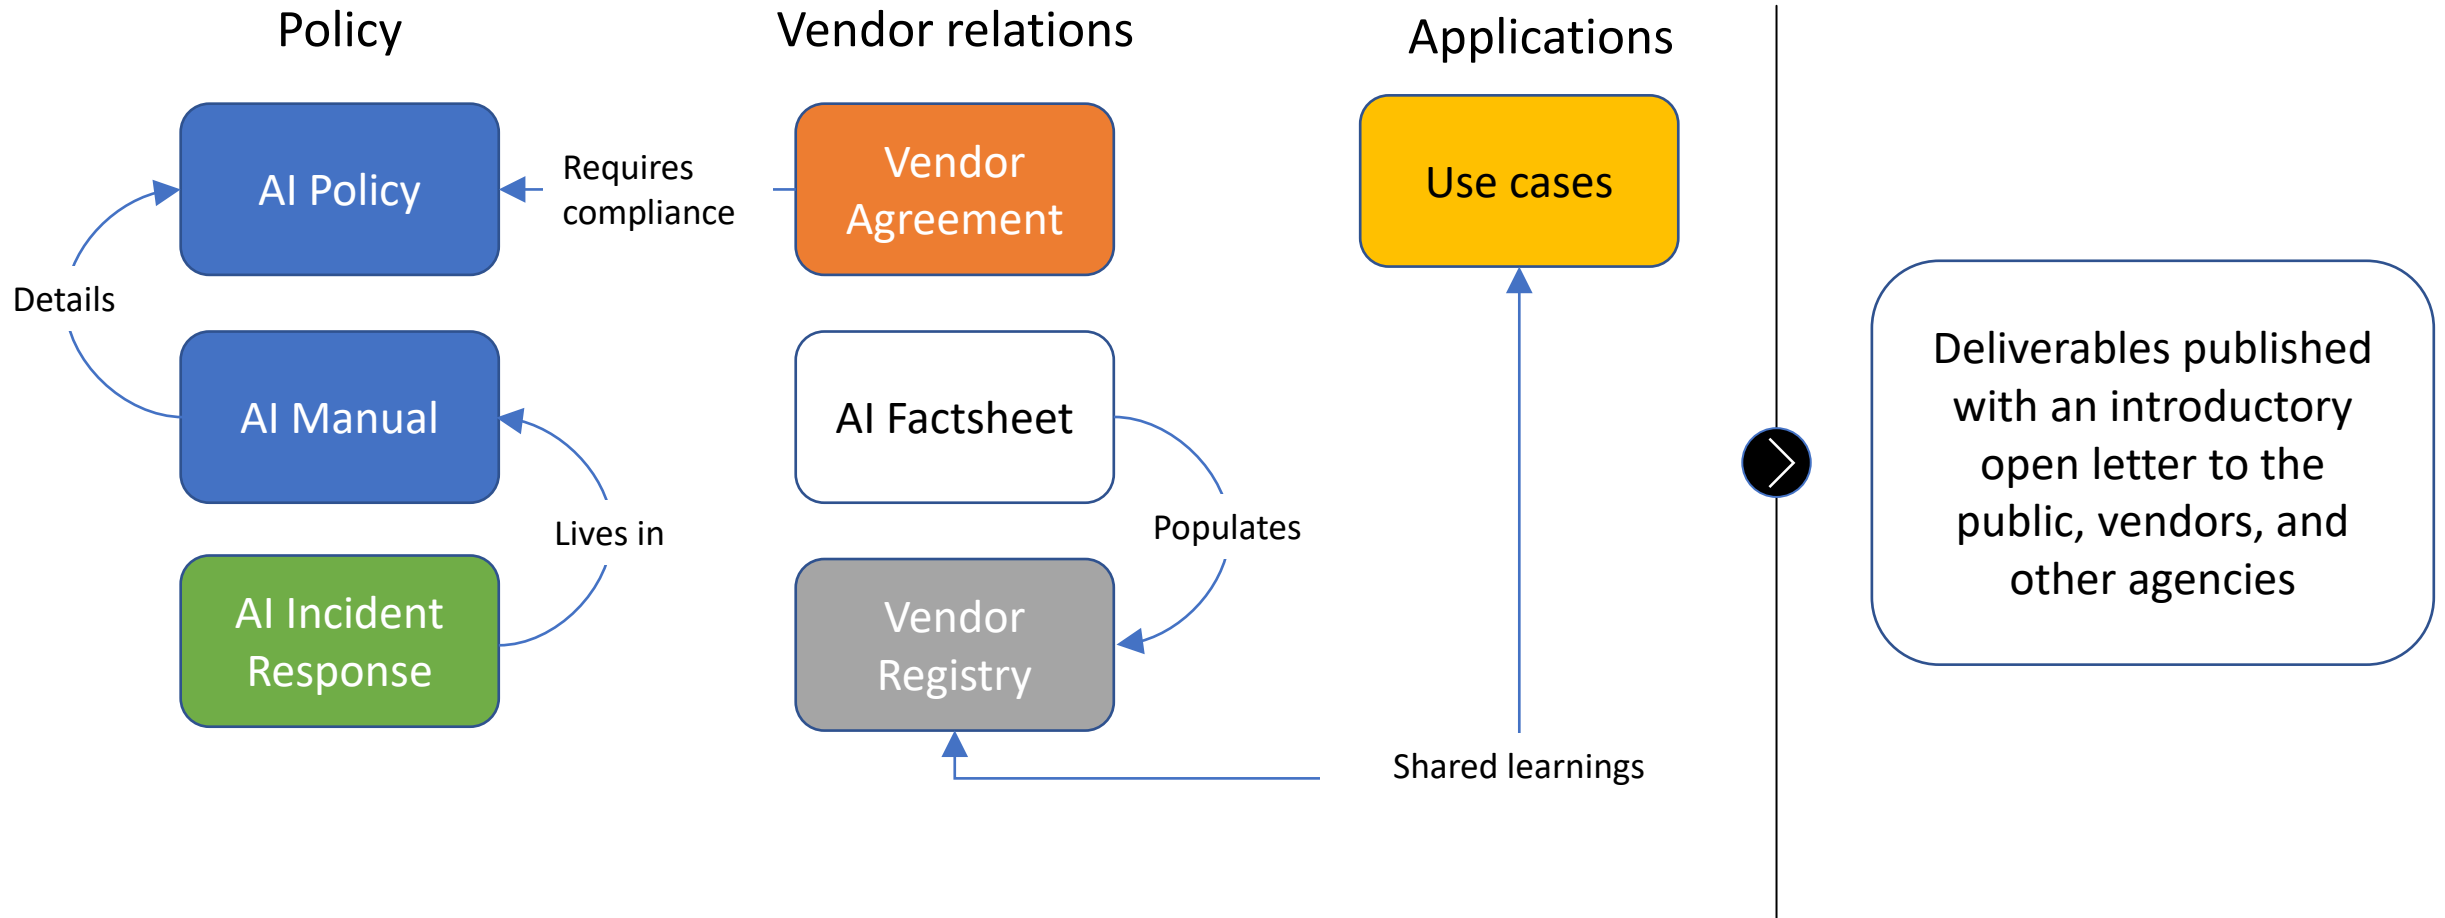 Policy
Vendor relations
Applications
AI Policy
Requires
compliance
Vendor
Agreement
Use cases
Details
AI Manual
AI Factsheet
Lives in
Populates
AI Incident
Response
Vendor
Registry
Shared learnings
Deliverables published
with an introductory
open letter to the
public, vendors, and
other agencies